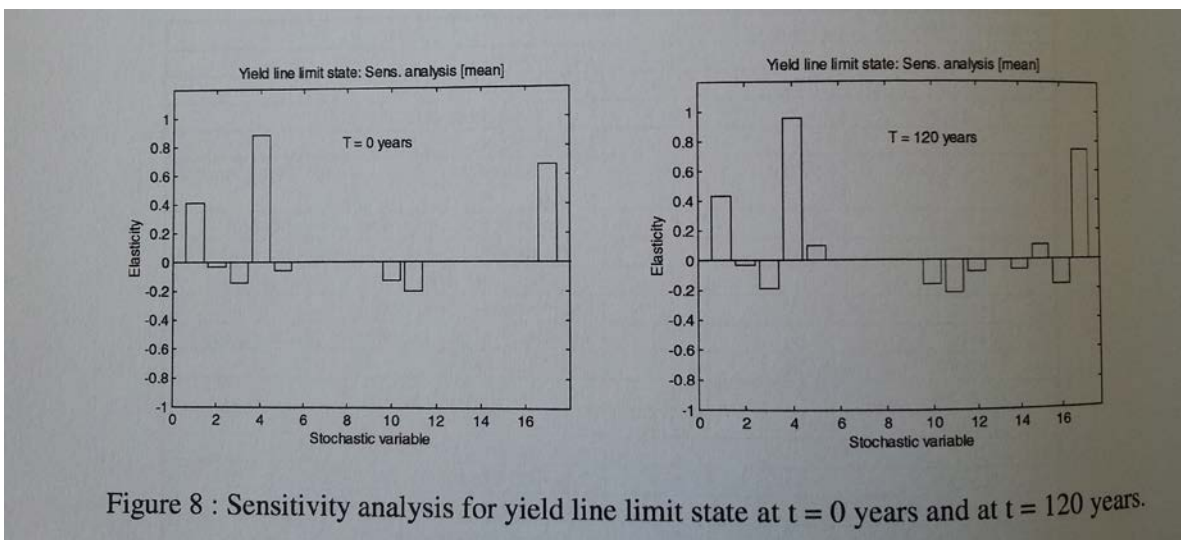 Yield line limit state: Sens. analysis [mean]
T = 0 years
Elasticity
1
0.8
0.6
0.4
0.2
0
-0.2
-0.4
-0.6
-0.8
-1
0 2 4 6 8 10 12 14 16
Stochastic variable
Yield line limit state: Sens. analysis [mean]
T = 120 years
Elasticity
1
0.8
0.6
0.4
0.2
0
-0.2
-0.4
-0.6
-0.8
-1
0 2 4 6 8 10 12 14 16
Stochastic variable
Figure 8 : Sensitivity analysis for yield line limit state at t = 0 years and at t = 120 years.